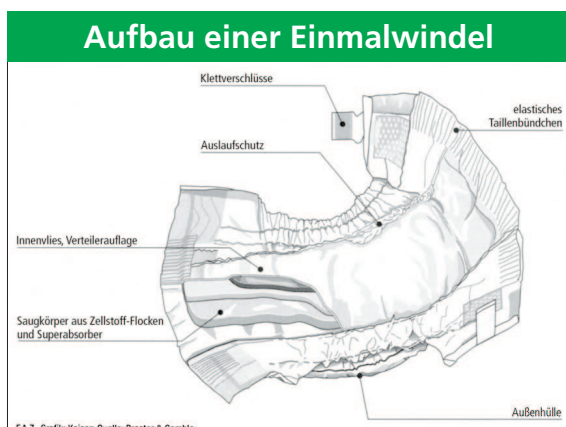 Aufbau einer Einmalwindel
Klettverschlüsse
elastisches
Taillenbündchen
Auslaufschutz
Innenvlies, Verteilerauflage
Saugkörper aus Zellstoff-Flocken
und Superabsorber
Außenhülle